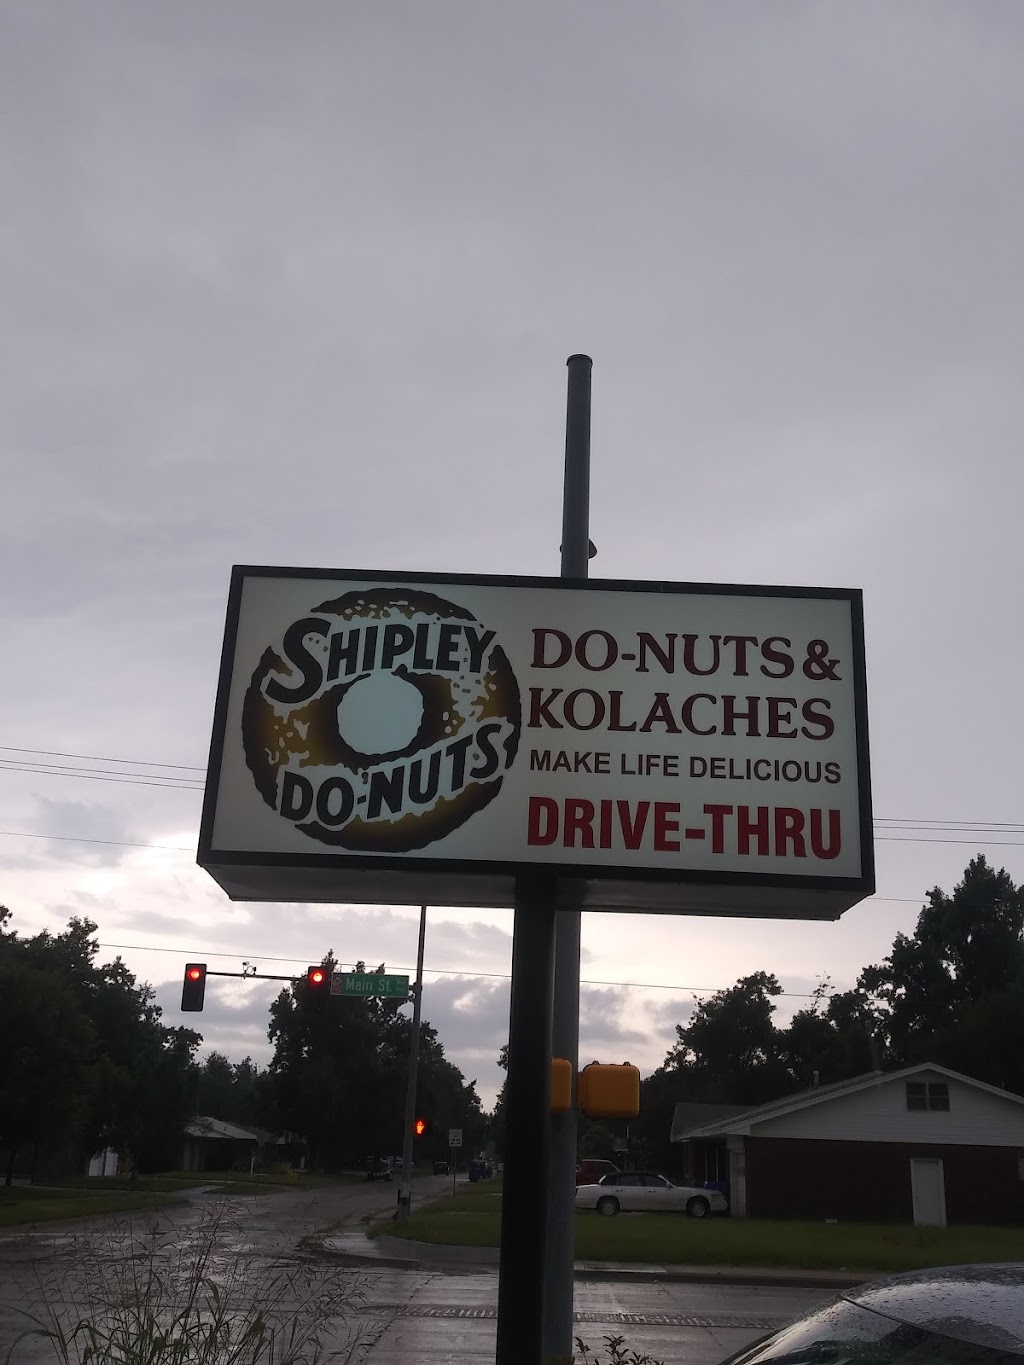 SHIPLEY
DO-NUTS
DO-NUTS &
KOLACHES
MAKE LIFE DELICIOUS
DRIVE-THRU
Main St.
25